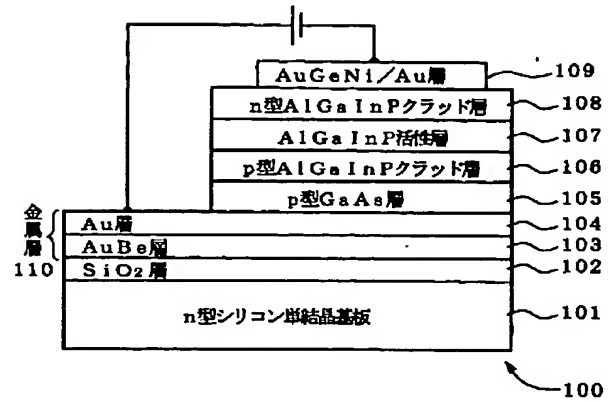 AuGeNi/Au層 109
n型AlGaInPクラッド層 108
AlGaInP活性層 107
p型AlGaInPクラッド層 106
p型GaAs層 105
金属層 110
Au層 104
AuBe層 103
SiO₂層 102
n型シリコン単結晶基板 101
100